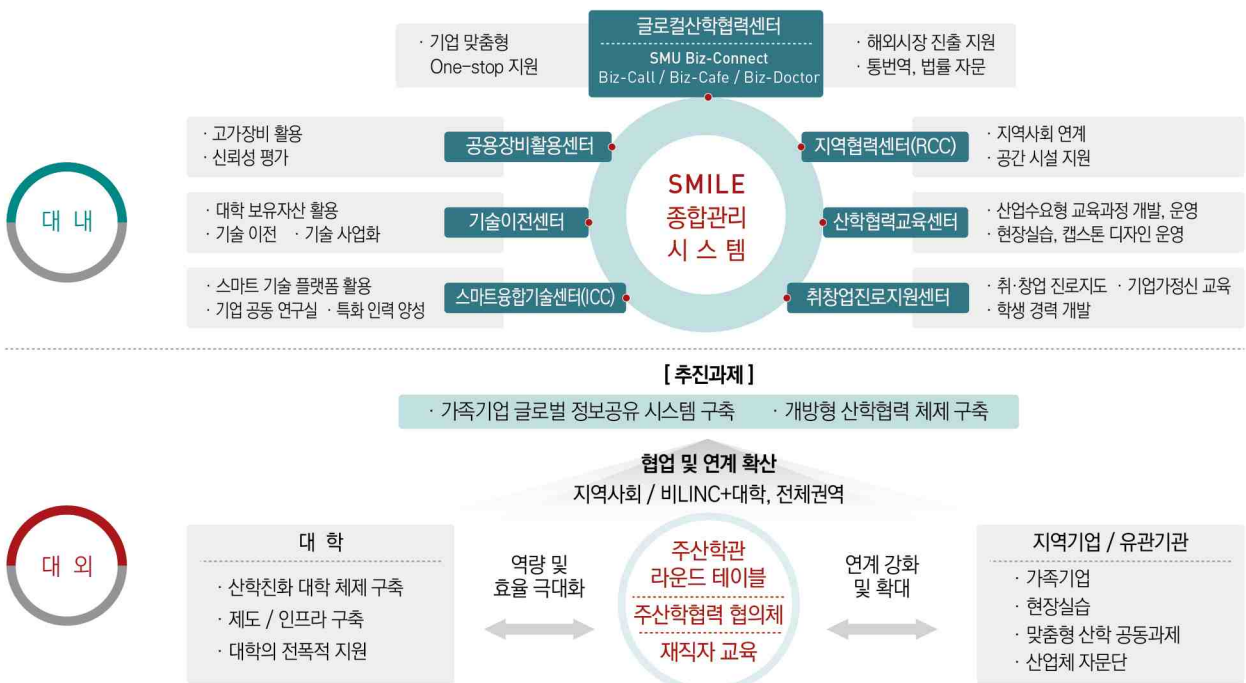 글로컬산학협력센터
SMU Biz-Connect
Biz-Call / Biz-Cafe / Biz-Doctor
· 기업 맞춤형
One-stop 지원
· 해외시장 진출 지원
· 통번역, 법률 자문
대 내
· 고가장비 활용
· 신뢰성 평가
공용장비활용센터
지역협력센터(RCC)
· 지역사회 연계
· 공간 시설 지원
· 대학 보유자산 활용
· 기술 이전 · 기술 사업화
기술이전센터
SMILE
종합관리
시 스 템
산학협력교육센터
· 산업수요형 교육과정 개발, 운영
· 현장실습, 캡스톤 디자인 운영
· 스마트 기술 플랫폼 활용
· 기업 공동 연구실 · 특화 인력 양성
스마트융합기술센터(ICC)
취창업진로지원센터
· 취·창업 진로지도 · 기업가정신 교육
· 학생 경력 개발
[ 추진과제 ]
· 가족기업 글로벌 정보공유 시스템 구축 · 개방형 산학협력 체제 구축
협업 및 연계 확산
지역사회 / 비LINC+대학, 전체권역
대 외
대 학
· 산학친화 대학 체제 구축
· 제도 / 인프라 구축
· 대학의 전폭적 지원
역량 및
효율 극대화
주산학관
라운드 테이블
주산학협력 협의체
재직자 교육
연계 강화
및 확대
지역기업 / 유관기관
· 가족기업
· 현장실습
· 맞춤형 산학 공동과제
· 산업체 자문단